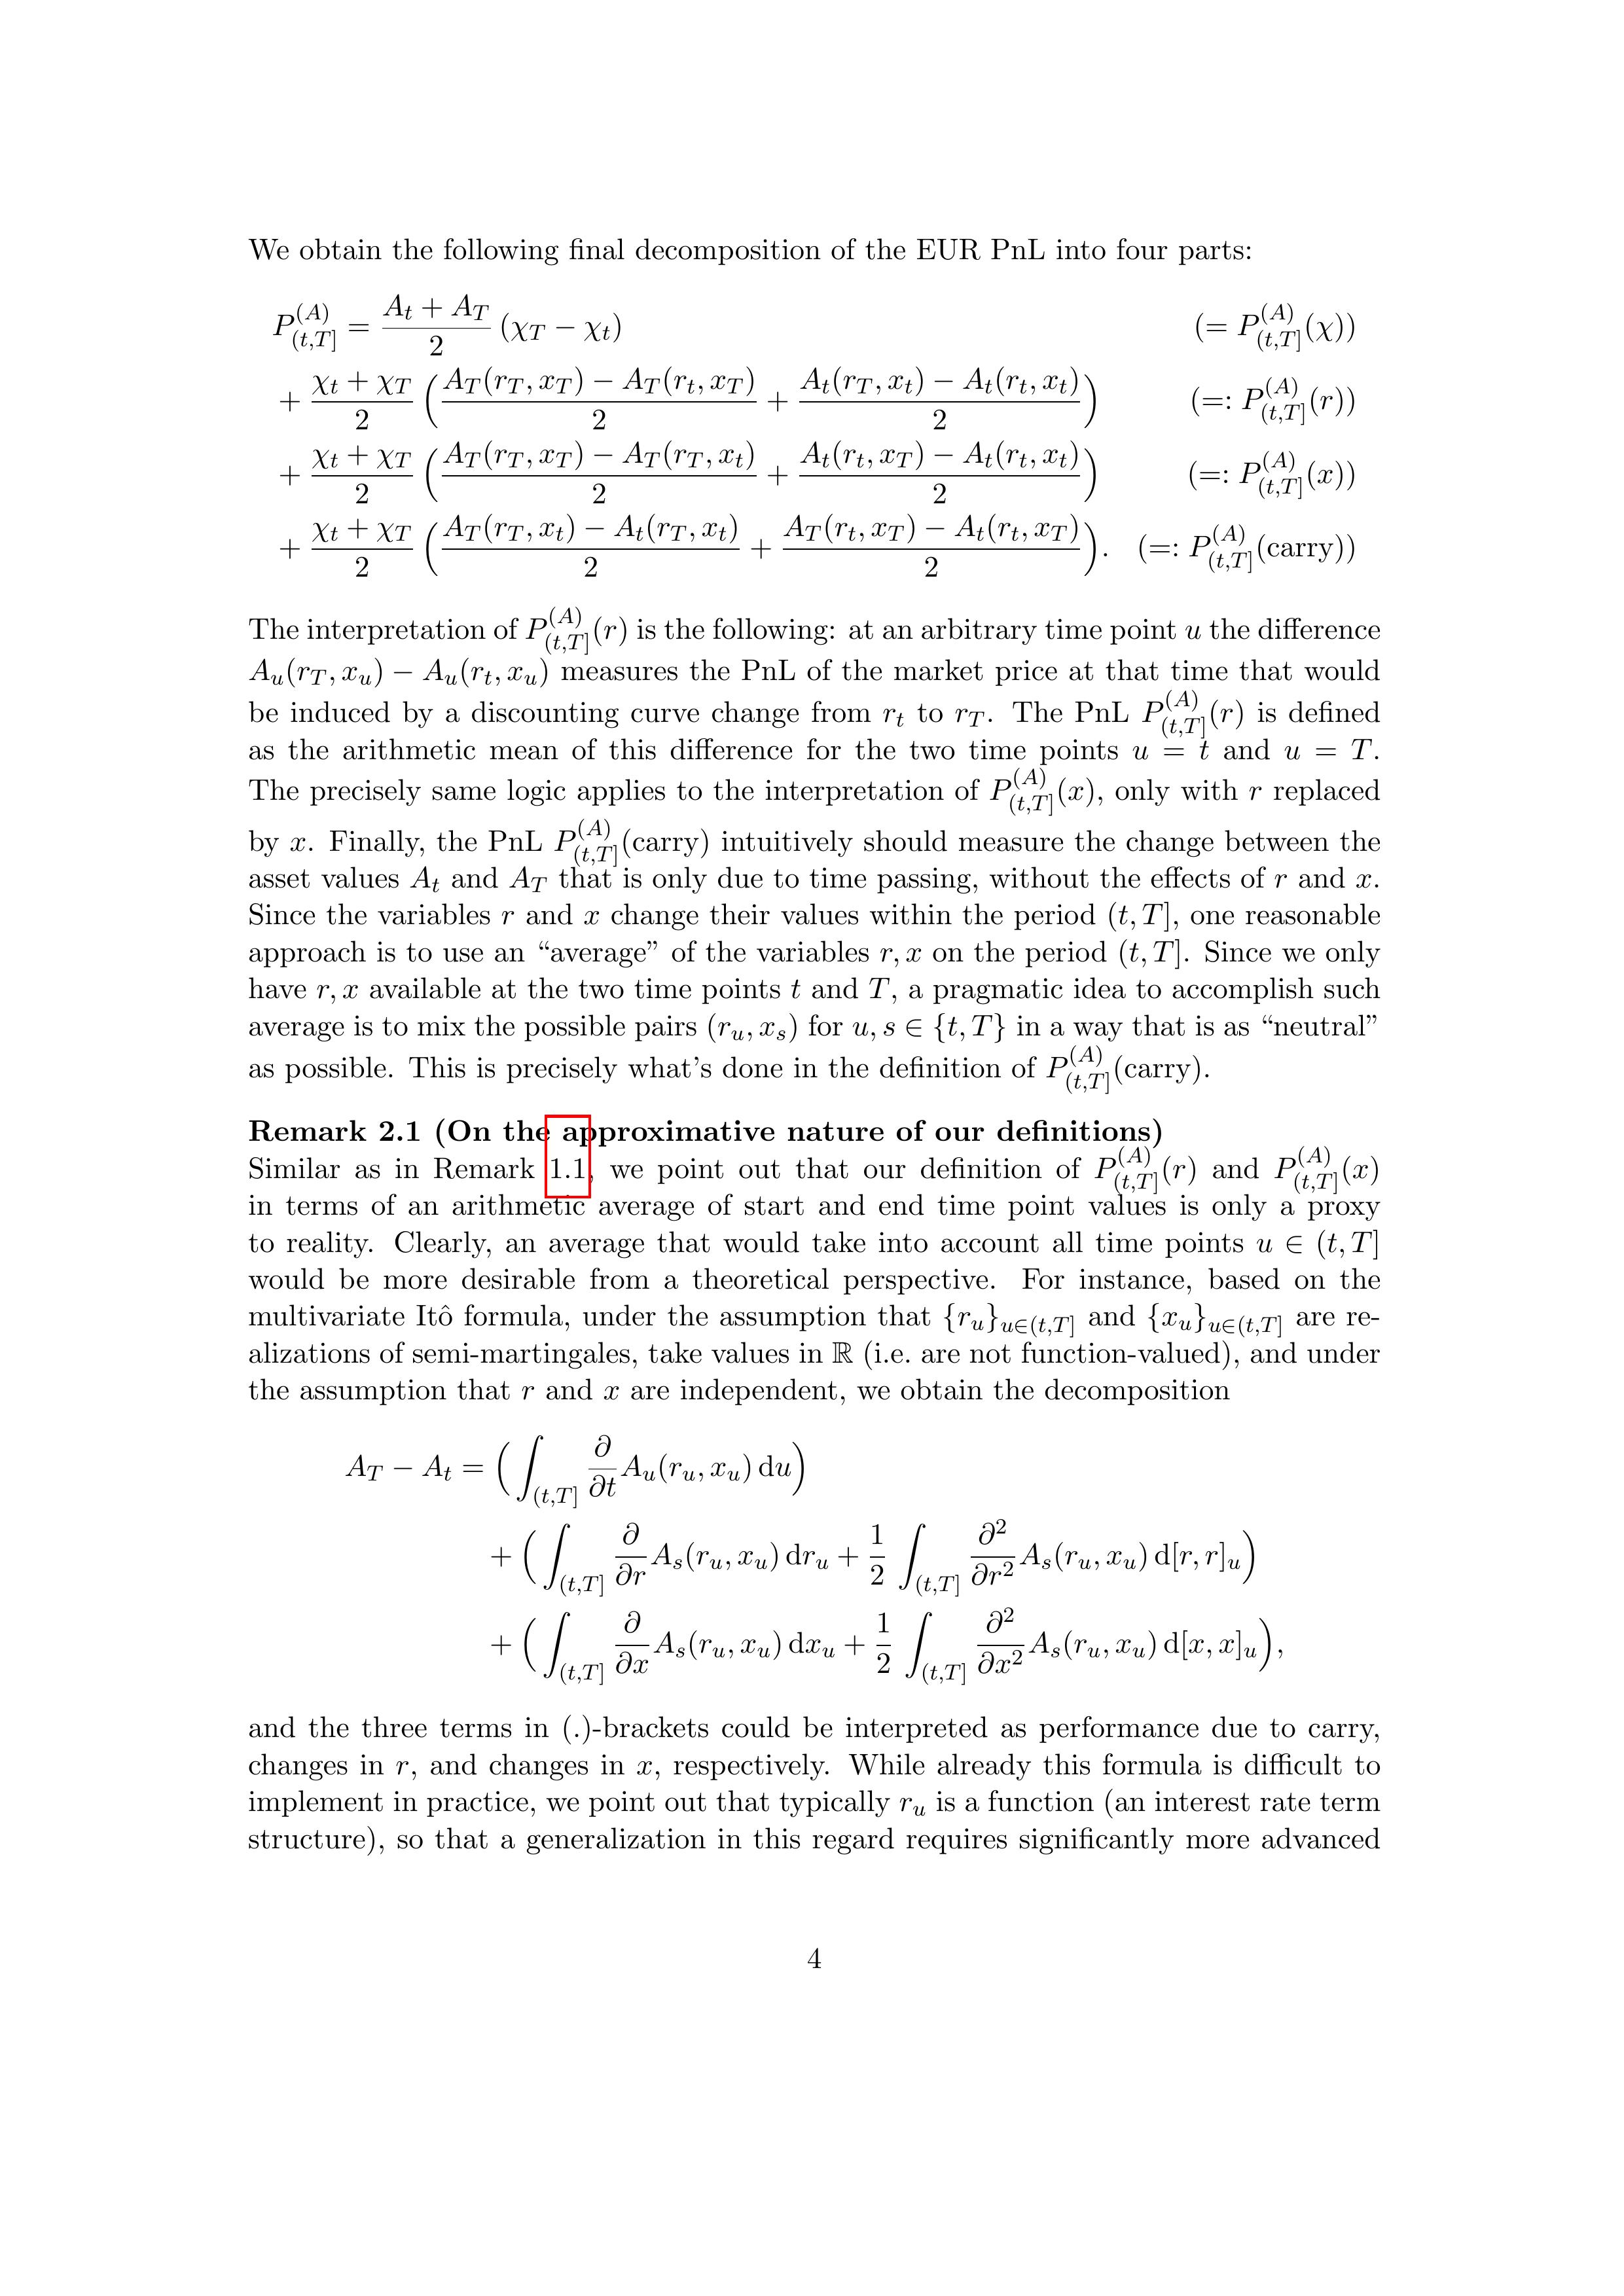 We obtain the following final decomposition of the EUR PnL into four parts:
$P^{(A)}_{(t,T]} = \frac{A_t + A_T}{2} (\chi_T - \chi_t)$ $(= P^{(A)}_{(t,T]}(\chi))$
$+ \frac{\chi_t + \chi_T}{2} \Big( \frac{A_T(r_T, x_T) - A_T(r_t, x_T)}{2} + \frac{A_t(r_T, x_t) - A_t(r_t, x_t)}{2} \Big)$ $(=: P^{(A)}_{(t,T]}(r))$
$+ \frac{\chi_t + \chi_T}{2} \Big( \frac{A_T(r_T, x_T) - A_T(r_T, x_t)}{2} + \frac{A_t(r_t, x_T) - A_t(r_t, x_t)}{2} \Big)$ $(=: P^{(A)}_{(t,T]}(x))$
$+ \frac{\chi_t + \chi_T}{2} \Big( \frac{A_T(r_T, x_t) - A_t(r_T, x_t)}{2} + \frac{A_T(r_t, x_T) - A_t(r_t, x_T)}{2} \Big).$ $(=: P^{(A)}_{(t,T]}(\text{carry}))$
The interpretation of $P^{(A)}_{(t,T]}(r)$ is the following: at an arbitrary time point $u$ the difference
$A_u(r_T, x_u) - A_u(r_t, x_u)$ measures the PnL of the market price at that time that would
be induced by a discounting curve change from $r_t$ to $r_T$. The PnL $P^{(A)}_{(t,T]}(r)$ is defined
as the arithmetic mean of this difference for the two time points $u = t$ and $u = T$.
The precisely same logic applies to the interpretation of $P^{(A)}_{(t,T]}(x)$, only with $r$ replaced
by $x$. Finally, the PnL $P^{(A)}_{(t,T]}(\text{carry})$ intuitively should measure the change between the
asset values $A_t$ and $A_T$ that is only due to time passing, without the effects of $r$ and $x$.
Since the variables $r$ and $x$ change their values within the period $(t, T]$, one reasonable
approach is to use an “average” of the variables $r, x$ on the period $(t, T]$. Since we only
have $r, x$ available at the two time points $t$ and $T$, a pragmatic idea to accomplish such
average is to mix the possible pairs $(r_u, x_s)$ for $u, s \in \{t, T\}$ in a way that is as “neutral”
as possible. This is precisely what's done in the definition of $P^{(A)}_{(t,T]}(\text{carry})$.
Remark 2.1 (On the approximative nature of our definitions)
Similar as in Remark 1.1, we point out that our definition of $P^{(A)}_{(t,T]}(r)$ and $P^{(A)}_{(t,T]}(x)$
in terms of an arithmetic average of start and end time point values is only a proxy
to reality. Clearly, an average that would take into account all time points $u \in (t, T]$
would be more desirable from a theoretical perspective. For instance, based on the
multivariate Itô formula, under the assumption that $\{r_u\}_{u \in (t,T]}$ and $\{x_u\}_{u \in (t,T]}$ are re-
alizations of semi-martingales, take values in $\mathbb{R}$ (i.e. are not function-valued), and under
the assumption that $r$ and $x$ are independent, we obtain the decomposition
$A_T - A_t = \Big( \int_{(t,T]} \frac{\partial}{\partial t} A_u(r_u, x_u) \, \mathrm{d}u \Big)$
$+ \Big( \int_{(t,T]} \frac{\partial}{\partial r} A_s(r_u, x_u) \, \mathrm{d}r_u + \frac{1}{2} \int_{(t,T]} \frac{\partial^2}{\partial r^2} A_s(r_u, x_u) \, \mathrm{d}[r, r]_u \Big)$
$+ \Big( \int_{(t,T]} \frac{\partial}{\partial x} A_s(r_u, x_u) \, \mathrm{d}x_u + \frac{1}{2} \int_{(t,T]} \frac{\partial^2}{\partial x^2} A_s(r_u, x_u) \, \mathrm{d}[x, x]_u \Big),$
and the three terms in (.)-brackets could be interpreted as performance due to carry,
changes in $r$, and changes in $x$, respectively. While already this formula is difficult to
implement in practice, we point out that typically $r_u$ is a function (an interest rate term
structure), so that a generalization in this regard requires significantly more advanced
4